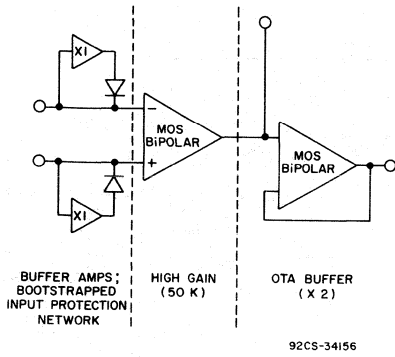 X1
−
MOS
BiPOLAR
+
X1
MOS
BiPOLAR
BUFFER AMPS;
BOOTSTRAPPED
INPUT PROTECTION
NETWORK
HIGH GAIN
(50 K)
OTA BUFFER
(X 2)
92CS-34156